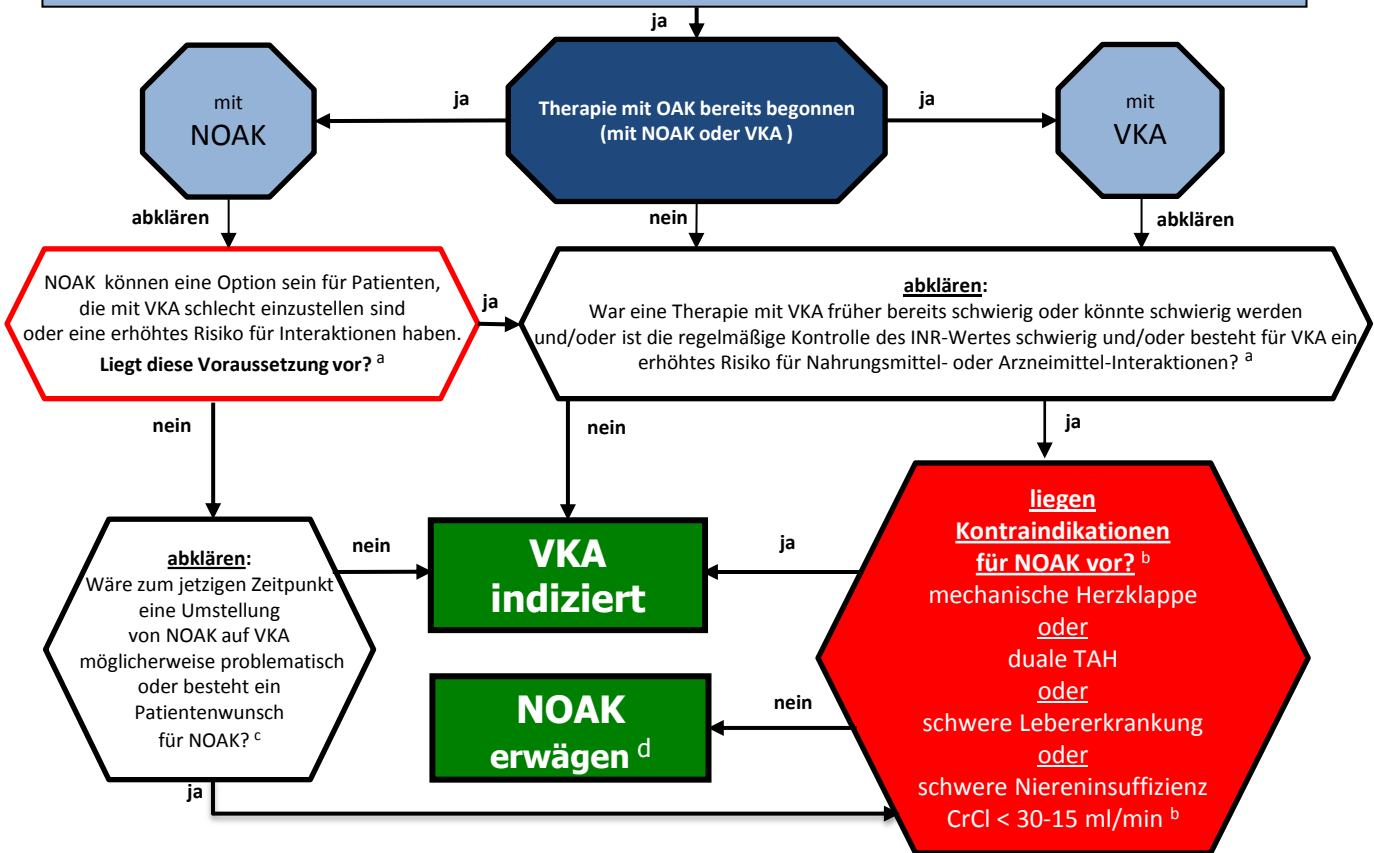 ja
mit
NOAK
ja
Therapie mit OAK bereits begonnen
(mit NOAK oder VKA )
ja
mit
VKA
abklären
nein
abklären
NOAK können eine Option sein für Patienten,
die mit VKA schlecht einzustellen sind
oder eine erhöhtes Risiko für Interaktionen haben.
Liegt diese Voraussetzung vor? a
ja
abklären:
War eine Therapie mit VKA früher bereits schwierig oder könnte schwierig werden
und/oder ist die regelmäßige Kontrolle des INR-Wertes schwierig und/oder besteht für VKA ein
erhöhtes Risiko für Nahrungsmittel- oder Arzneimittel-Interaktionen? a
nein
nein
ja
abklären:
Wäre zum jetzigen Zeitpunkt
eine Umstellung
von NOAK auf VKA
möglicherweise problematisch
oder besteht ein
Patientenwunsch
für NOAK? c
nein
VKA
indiziert
ja
liegen
Kontraindikationen
für NOAK vor? b
mechanische Herzklappe
oder
duale TAH
oder
schwere Lebererkrankung
oder
schwere Niereninsuffizienz
CrCl < 30-15 ml/min b
NOAK
erwägen d
nein
ja